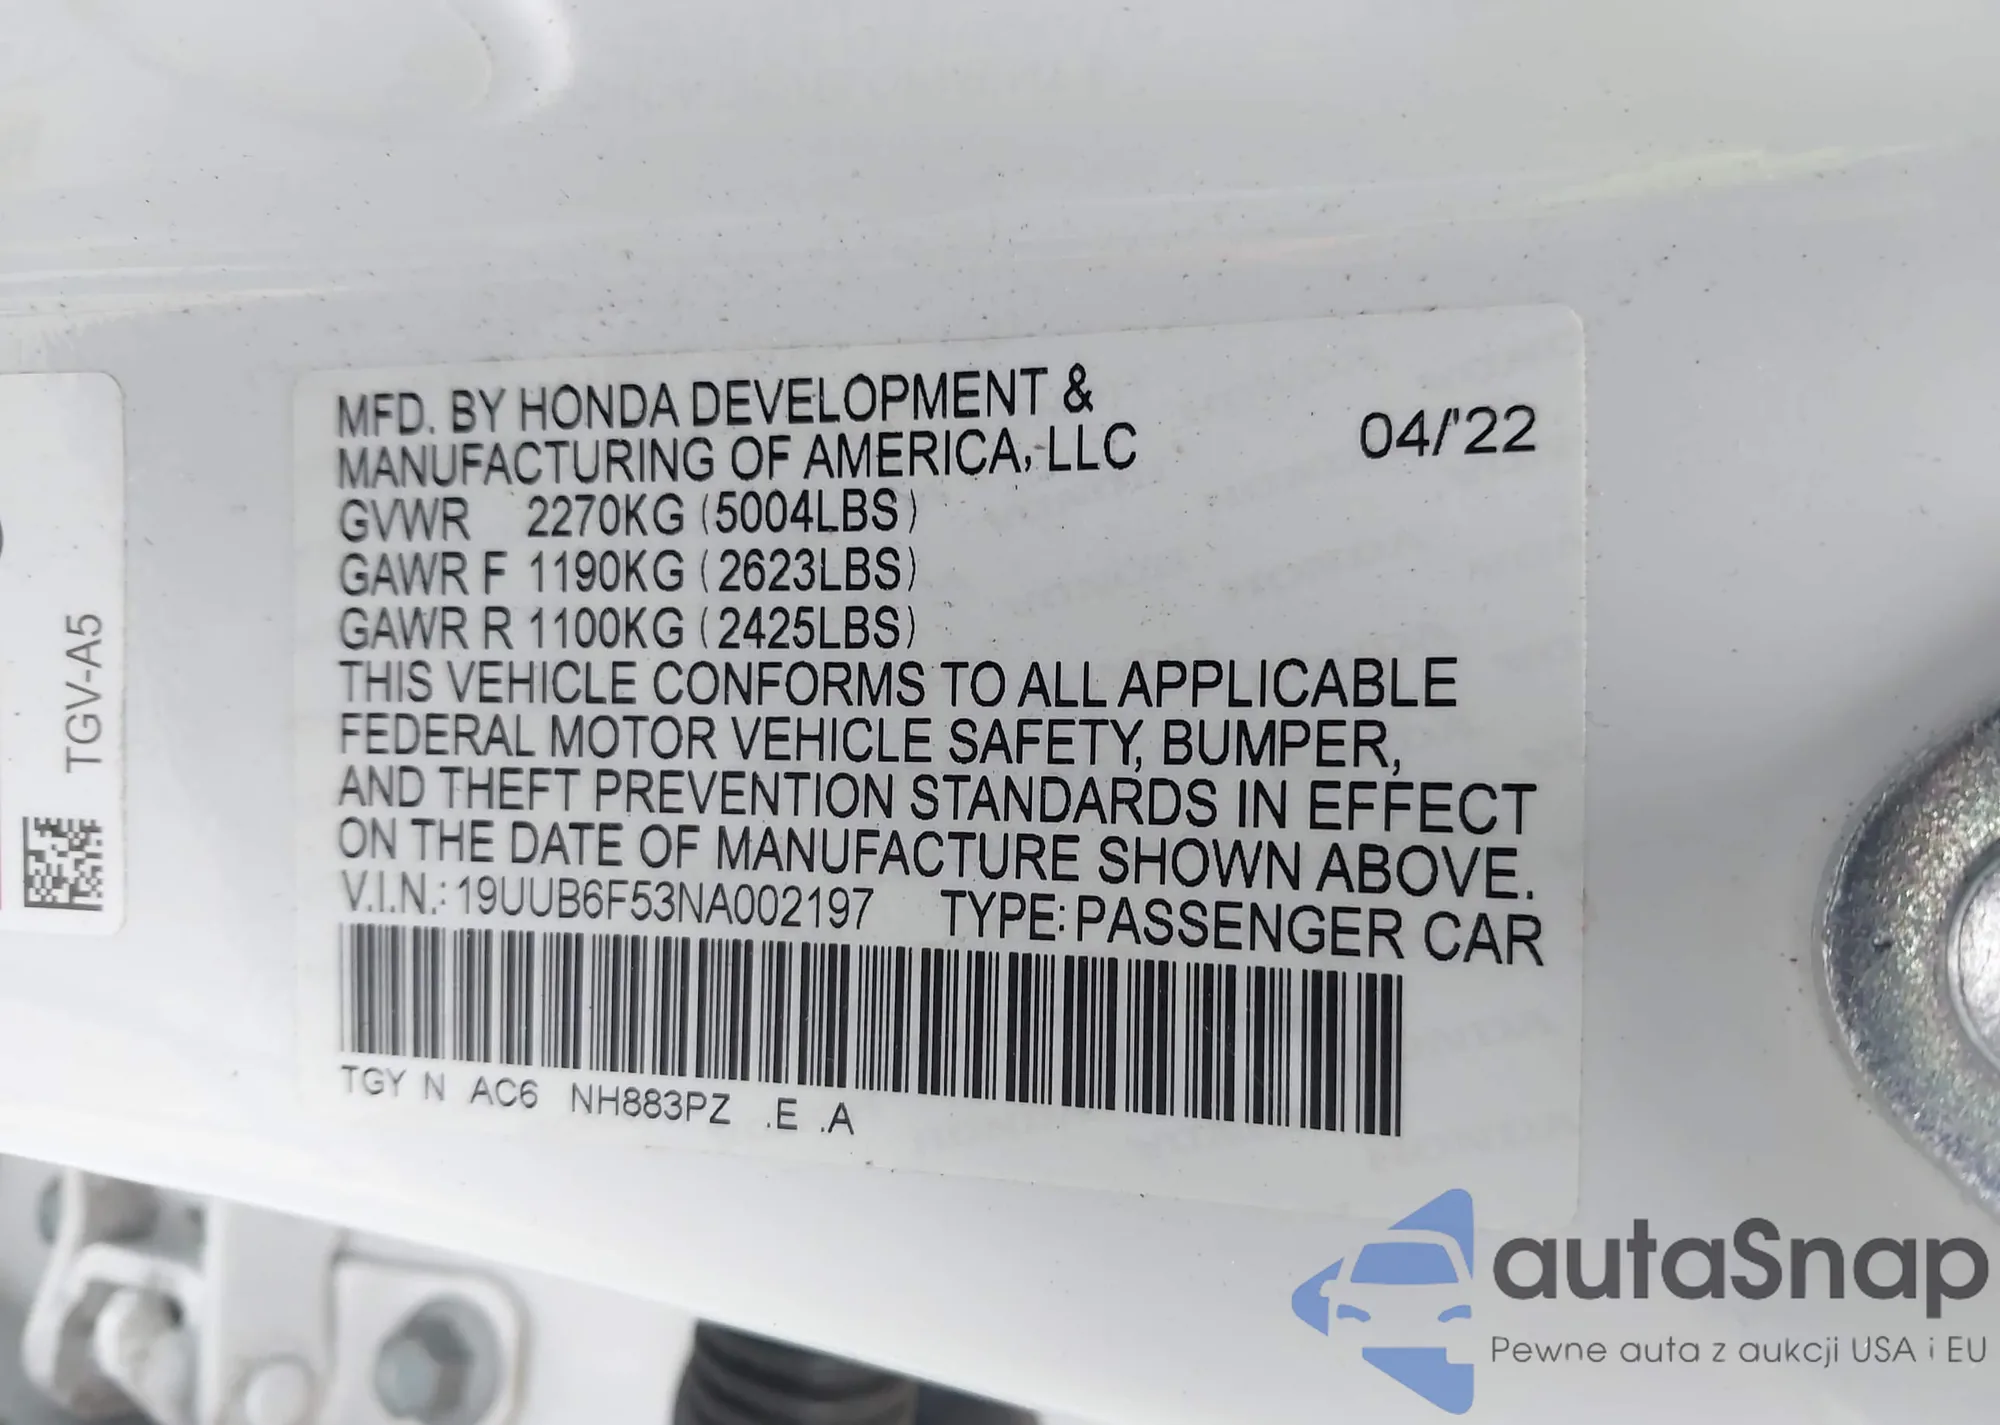 MFD. BY HONDA DEVELOPMENT &
MANUFACTURING OF AMERICA, LLC
04/'22
GVWR 2270KG (5004LBS)
GAWR F 1190KG (2623LBS)
GAWR R 1100KG (2425LBS)
THIS VEHICLE CONFORMS TO ALL APPLICABLE
FEDERAL MOTOR VEHICLE SAFETY, BUMPER,
AND THEFT PREVENTION STANDARDS IN EFFECT
ON THE DATE OF MANUFACTURE SHOWN ABOVE.
V.I.N.: 19UUB6F53NA002197 TYPE: PASSENGER CAR
TGY N AC6 NH883PZ .E .A
TGV-A5
autaSnap
Pewne auta z aukcji USA i EU